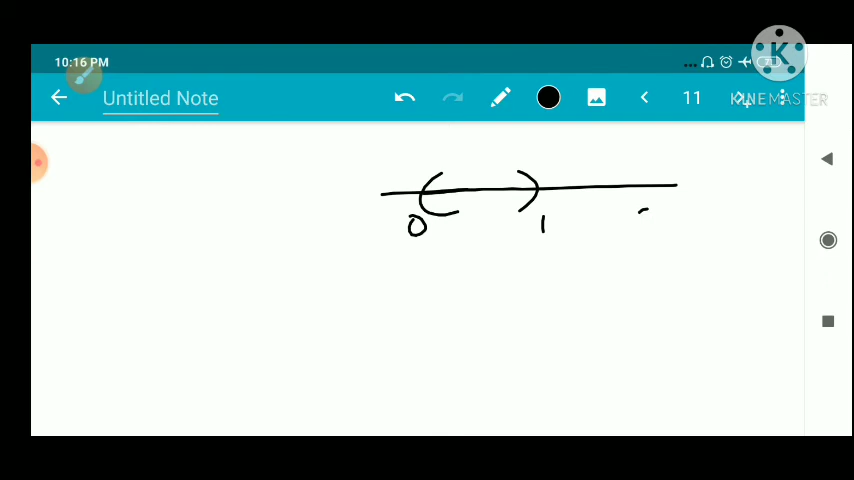 10:16 PM
Untitled Note
11
K
KINEMASTER
0 1